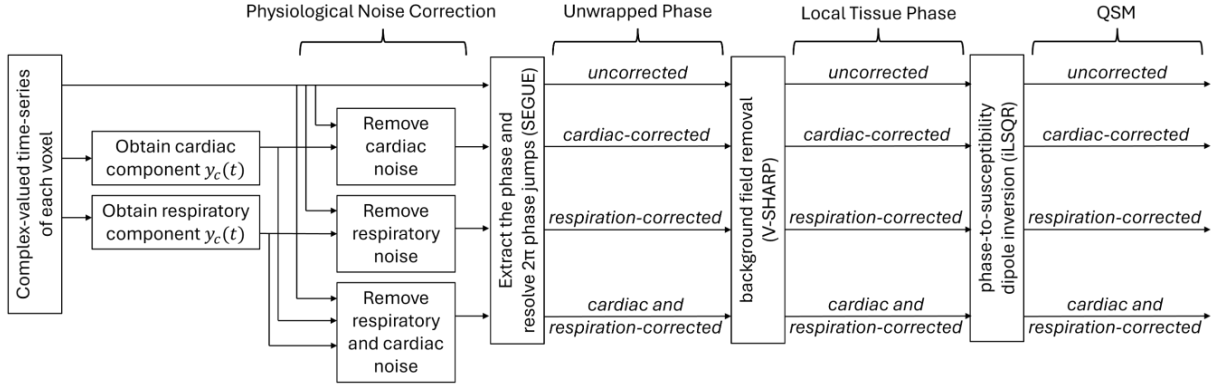 Physiological Noise Correction
Unwrapped Phase
Local Tissue Phase
QSM
Complex-valued time-series
of each voxel
Obtain cardiac
component y_c(t)
Obtain respiratory
component y_c(t)
Remove
cardiac
noise
Remove
respiratory
noise
Remove
respiratory
and cardiac
noise
Extract the phase and
resolve 2π phase jumps (SEGUE)
uncorrected
cardiac-corrected
respiration-corrected
cardiac and
respiration-corrected
background field removal
(V-SHARP)
uncorrected
cardiac-corrected
respiration-corrected
cardiac and
respiration-corrected
phase-to-susceptibility
dipole inversion (iLSQR)
uncorrected
cardiac-corrected
respiration-corrected
cardiac and
respiration-corrected